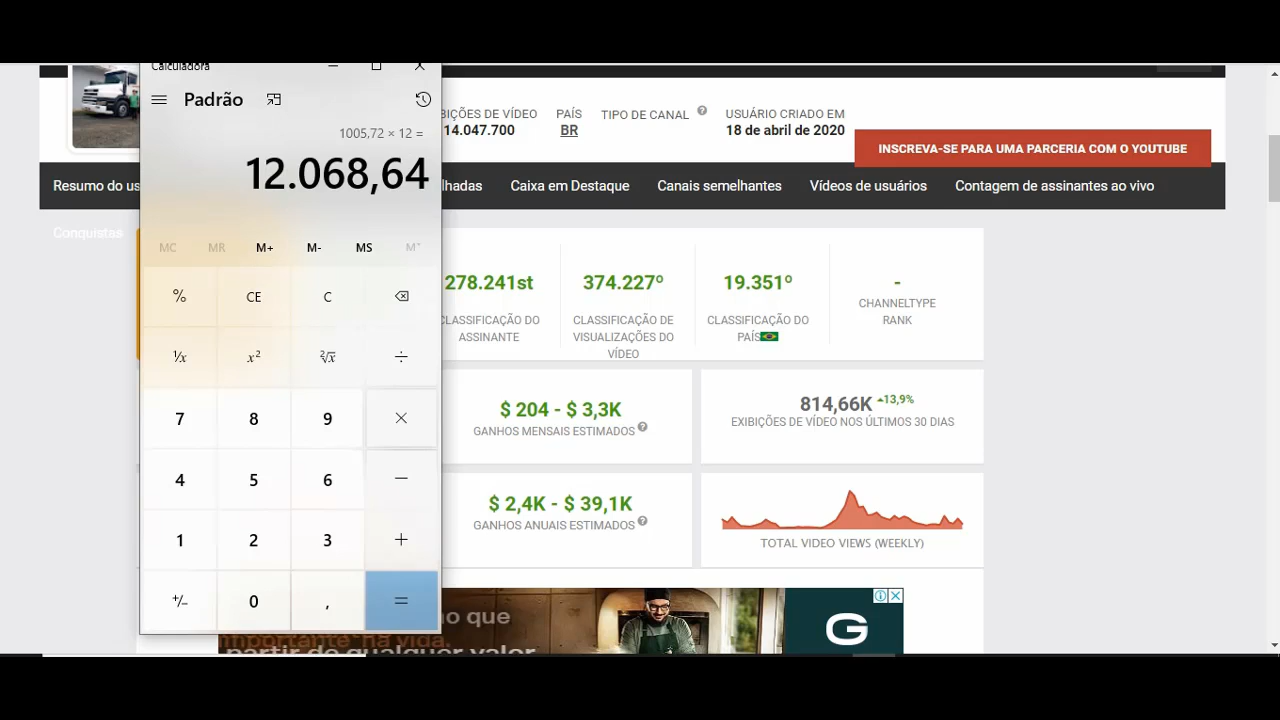 Calculadora
Padrão
1005,72 × 12 =
12.068,64
MC MR M+ M- MS M˅
% CE C
¹/x x² ²√x ÷
7 8 9 ×
4 5 6 −
1 2 3 +
+/− 0 , =
IÇÕES DE VÍDEO
14.047.700
PAÍS
BR
TIPO DE CANAL ?
USUÁRIO CRIADO EM
18 de abril de 2020
INSCREVA-SE PARA UMA PARCERIA COM O YOUTUBE
Resumo do us
lhadas
Caixa em Destaque
Canais semelhantes
Vídeos de usuários
Contagem de assinantes ao vivo
Conquistas
278.241st
CLASSIFICAÇÃO DO
ASSINANTE
374.227º
CLASSIFICAÇÃO DE
VISUALIZAÇÕES DO
VÍDEO
19.351º
CLASSIFICAÇÃO DO
PAÍS
-
CHANNELTYPE
RANK
$ 204 - $ 3,3K
GANHOS MENSAIS ESTIMADOS ?
814,66K 13,9%
EXIBIÇÕES DE VÍDEO NOS ÚLTIMOS 30 DIAS
$ 2,4K - $ 39,1K
GANHOS ANUAIS ESTIMADOS ?
TOTAL VIDEO VIEWS (WEEKLY)
o que
importante na vida.
partir de qualquer valor
G